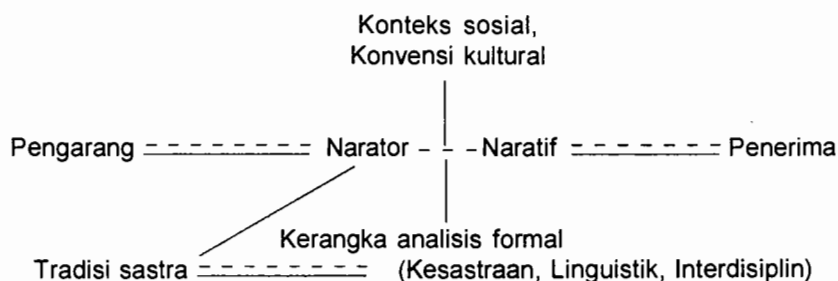 Konteks sosial,
Konvensi kultural
Pengarang Narator Naratif Penerima
Kerangka analisis formal
Tradisi sastra (Kesastraan, Linguistik, Interdisiplin)